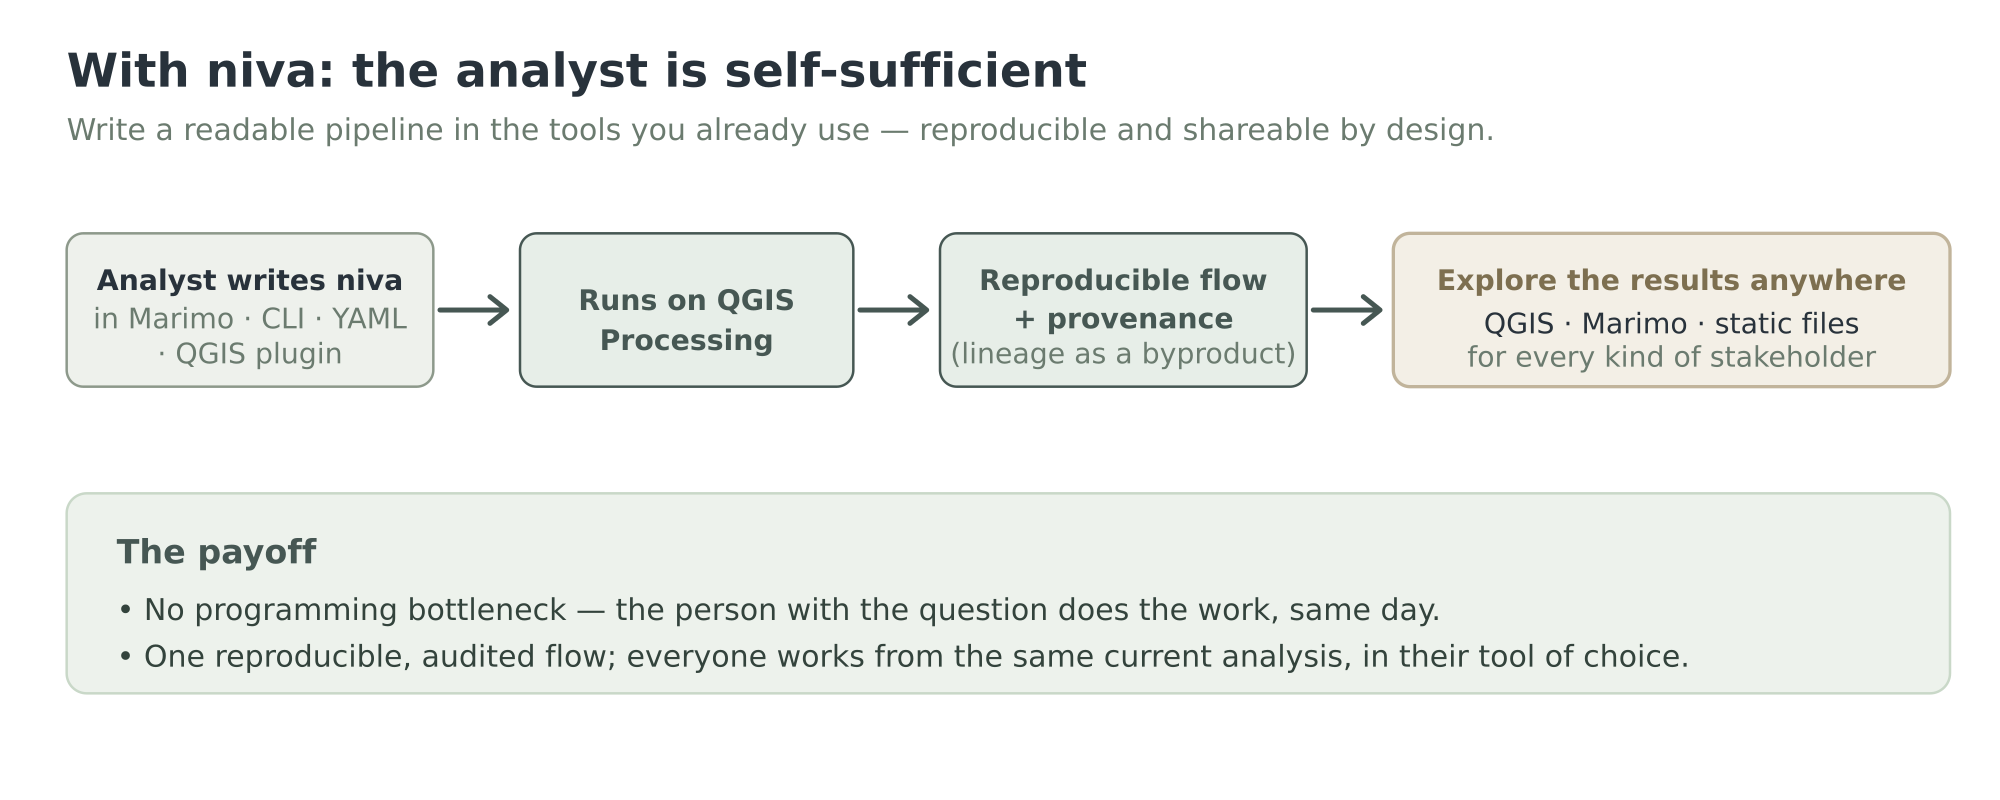 With niva: the analyst is self-sufficient
Write a readable pipeline in the tools you already use — reproducible and shareable by design.
Analyst writes niva
in Marimo · CLI · YAML
· QGIS plugin
Runs on QGIS
Processing
Reproducible flow
+ provenance
(lineage as a byproduct)
Explore the results anywhere
QGIS · Marimo · static files
for every kind of stakeholder
The payoff
• No programming bottleneck — the person with the question does the work, same day.
• One reproducible, audited flow; everyone works from the same current analysis, in their tool of choice.